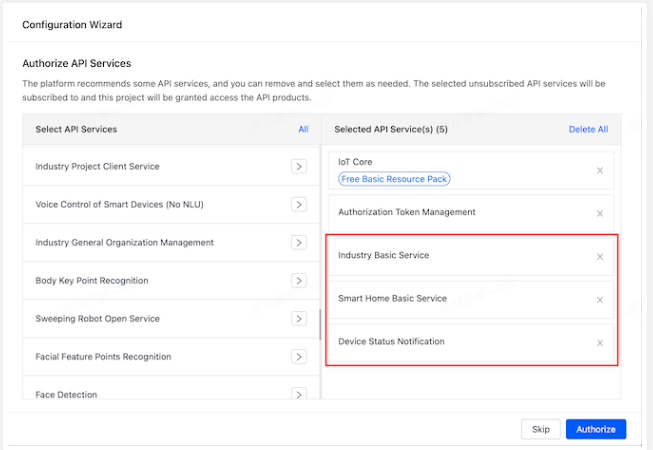 Configuration Wizard
Authorize API Services
The platform recommends some API services, and you can remove and select them as needed. The selected unsubscribed API services will be
subscribed to and this project will be granted access the API products.
Select API Services
All
Selected API Service(s) (5)
Delete All
Industry Project Client Service
Voice Control of Smart Devices (No NLU)
Industry General Organization Management
Body Key Point Recognition
Sweeping Robot Open Service
Facial Feature Points Recognition
Face Detection
IoT Core
Free Basic Resource Pack
Authorization Token Management
Industry Basic Service
Smart Home Basic Service
Device Status Notification
Skip
Authorize